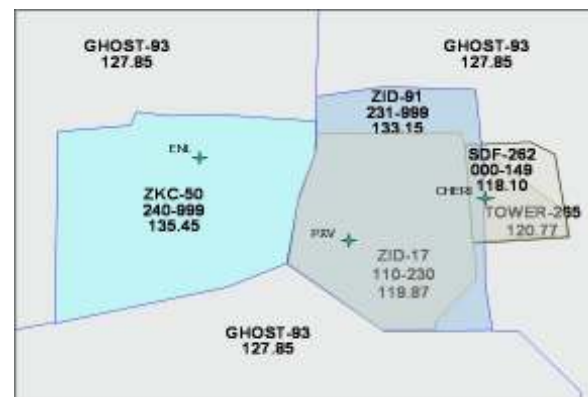 GHOST-93
127.85
GHOST-93
127.85
ZID-91
231-999
133.15
ENL
SDF-262
000-149
118.10
ZKC-50
240-999
135.45
CHERI
TOWER-265
120.77
PXV
ZID-17
110-230
119.87
GHOST-93
127.85